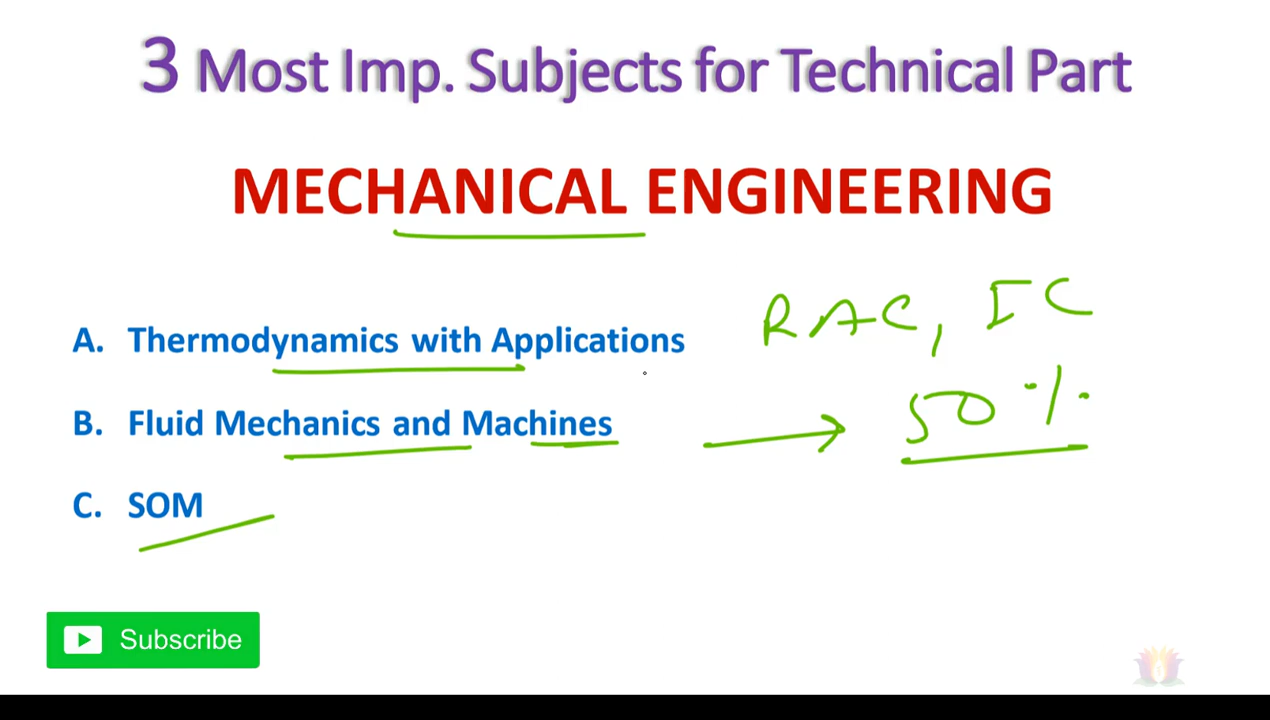 3 Most Imp. Subjects for Technical Part
MECHANICAL ENGINEERING
A. Thermodynamics with Applications
RAC, IC
B. Fluid Mechanics and Machines
50%
C. SOM
Subscribe